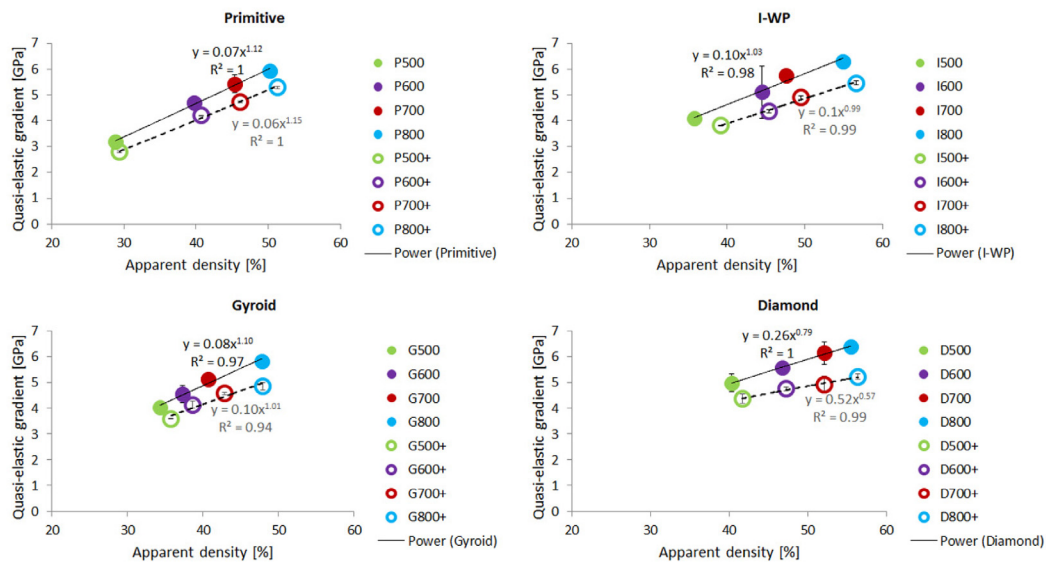 Primitive
Quasi-elastic gradient [GPa]
7
6
5
4
3
2
1
0
y = 0.07x^1.12
R² = 1
y = 0.06x^1.15
R² = 1
20 30 40 50 60
Apparent density [%]
P500
P600
P700
P800
P500+
P600+
P700+
P800+
Power (Primitive)
I-WP
Quasi-elastic gradient [GPa]
7
6
5
4
3
2
1
0
y = 0.10x^1.03
R² = 0.98
y = 0.1x^0.99
R² = 0.99
20 30 40 50 60
Apparent density [%]
I500
I600
I700
I800
I500+
I600+
I700+
I800+
Power (I-WP)
Gyroid
Quasi-elastic gradient [GPa]
7
6
5
4
3
2
1
0
y = 0.08x^1.10
R² = 0.97
y = 0.10x^1.01
R² = 0.94
20 30 40 50 60
Apparent density [%]
G500
G600
G700
G800
G500+
G600+
G700+
G800+
Power (Gyroid)
Diamond
Quasi-elastic gradient [GPa]
7
6
5
4
3
2
1
0
y = 0.26x^0.79
R² = 1
y = 0.52x^0.57
R² = 0.99
20 30 40 50 60
Apparent density [%]
D500
D600
D700
D800
D500+
D600+
D700+
D800+
Power (Diamond)